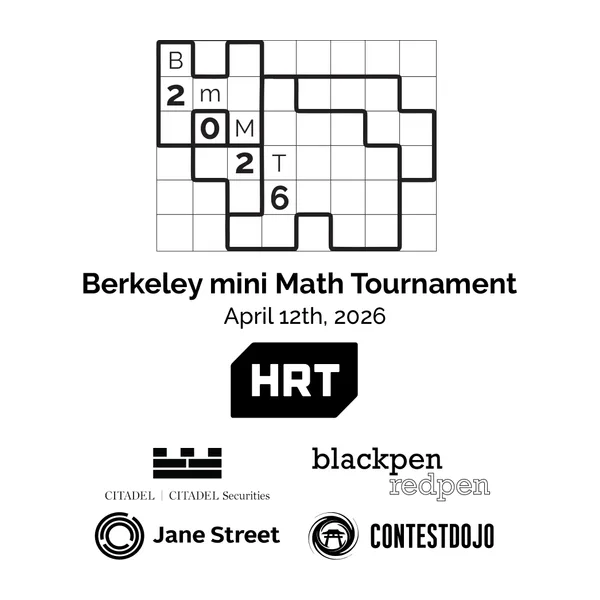 B
2 m
0 M
2 T
6
Berkeley mini Math Tournament
April 12th, 2026
HRT
CITADEL | CITADEL Securities
blackpen
redpen
Jane Street
CONTESTDOJO